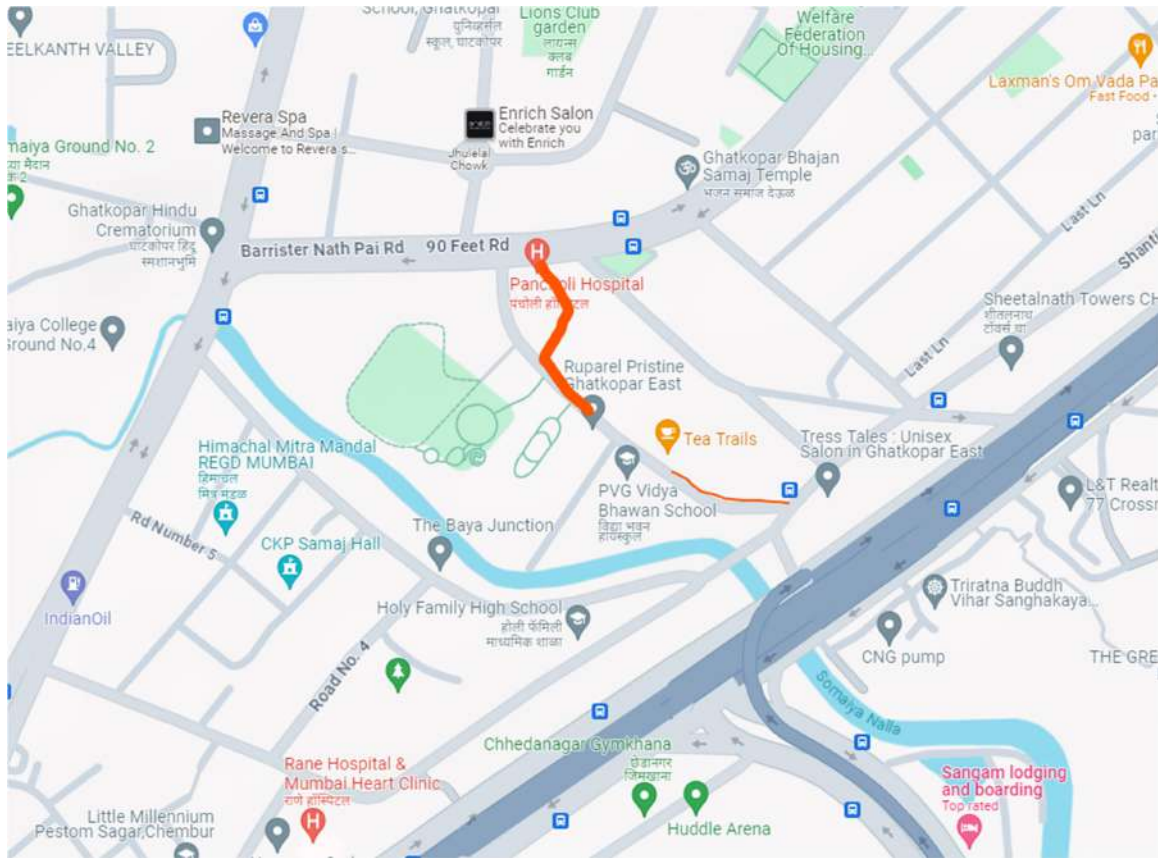 School, Ghatkopar
युनिव्हर्सल
स्कूल, घाटकोपर
Lions Club
garden
लायन्स
क्लब
गार्डन
Welfare
Federation
Of Housing...
EELKANTH VALLEY
Laxman's Om Vada Pa
Fast Food •
par
Revera Spa
Massage And Spa |
Welcome to Revera s...
Enrich Salon
Celebrate you
with Enrich
Jhulelal
Chowk
maiya Ground No. 2
Ghatkopar Bhajan
Samaj Temple
भजन समाज देऊळ
Ghatkopar Hindu
Crematorium
घाटकोपर हिंदू
स्मशानभूमि
Last Ln
Barrister Nath Pai Rd
90 Feet Rd
Shanti
Pancholi Hospital
पंचोली हॉस्पिटल
Sheetalnath Towers CH
शीतलनाथ
टॉवर्स चा
aiya College
Ground No.4
Last Ln
Ruparel Pristine
Ghatkopar East
Himachal Mitra Mandal
REGD MUMBAI
हिमाचल
मित्र मंडळ
Tea Trails
Tress Tales : Unisex
Salon in Ghatkopar East
PVG Vidya
Bhawan School
विद्या भवन
हायस्कूल
L&T Realt
77 Crossr
Rd Number 5
The Baya Junction
CKP Samaj Hall
IndianOil
Holy Family High School
होली फॅमिली
माध्यमिक शाळा
Triratna Buddh
Vihar Sanghakaya...
CNG pump
THE GRE
Road No. 4
Somaiya Nalla
Chhedanagar Gymkhana
छेडानगर
जिमखाना
Rane Hospital &
Mumbai Heart Clinic
राणे हॉस्पिटल
Sangam lodging
and boarding
Top rated
Little Millennium
Pestom Sagar,Chembur
Huddle Arena